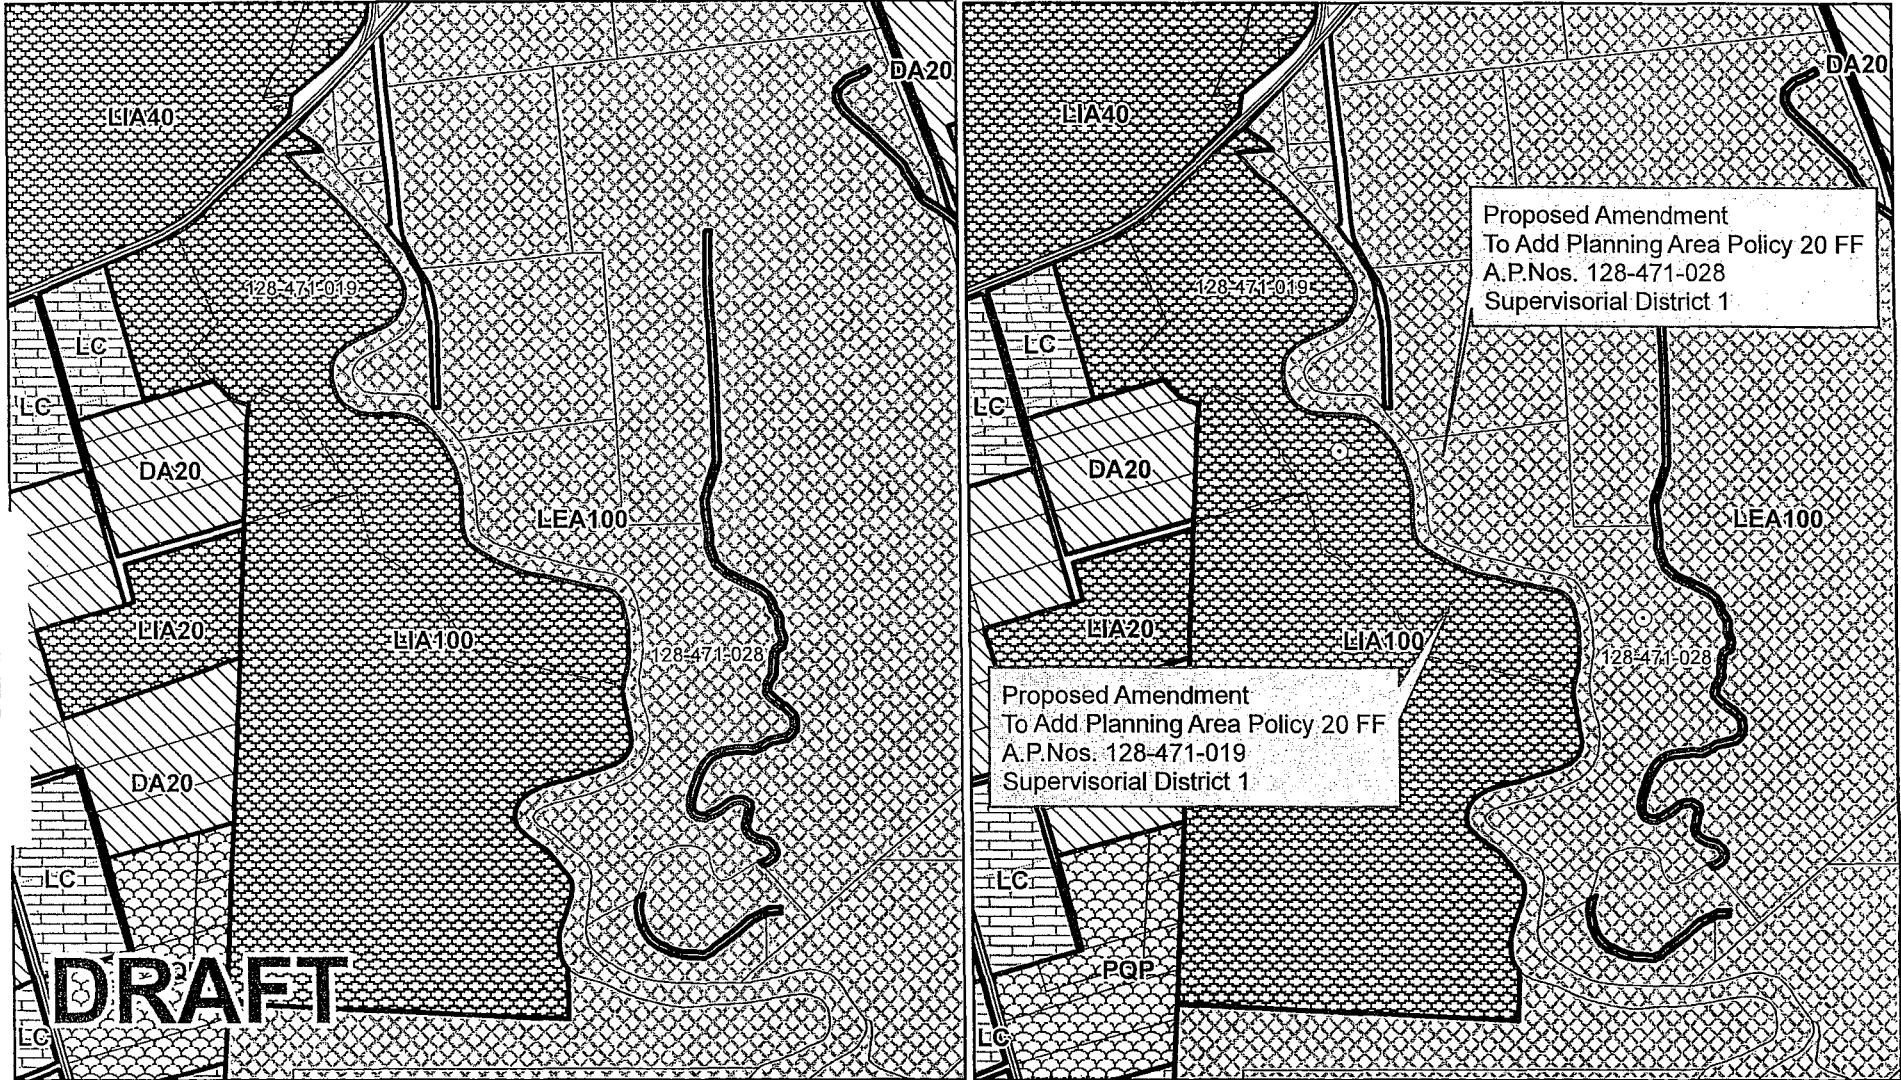 DA20
LIA40
128-471-019
LC
LC
DA20
LEA100
LIA20
LIA100
128-471-028
DA20
LC
DRAFT
LC
DA20
LIA40
Proposed Amendment
To Add Planning Area Policy 20 FF
A.P.Nos. 128-471-028
Supervisorial District 1
128-471-019
LC
LC
DA20
LEA100
LIA20
LIA100
128-471-028
Proposed Amendment
To Add Planning Area Policy 20 FF
A.P.Nos. 128-471-019
Supervisorial District 1
LC
PQP
LC